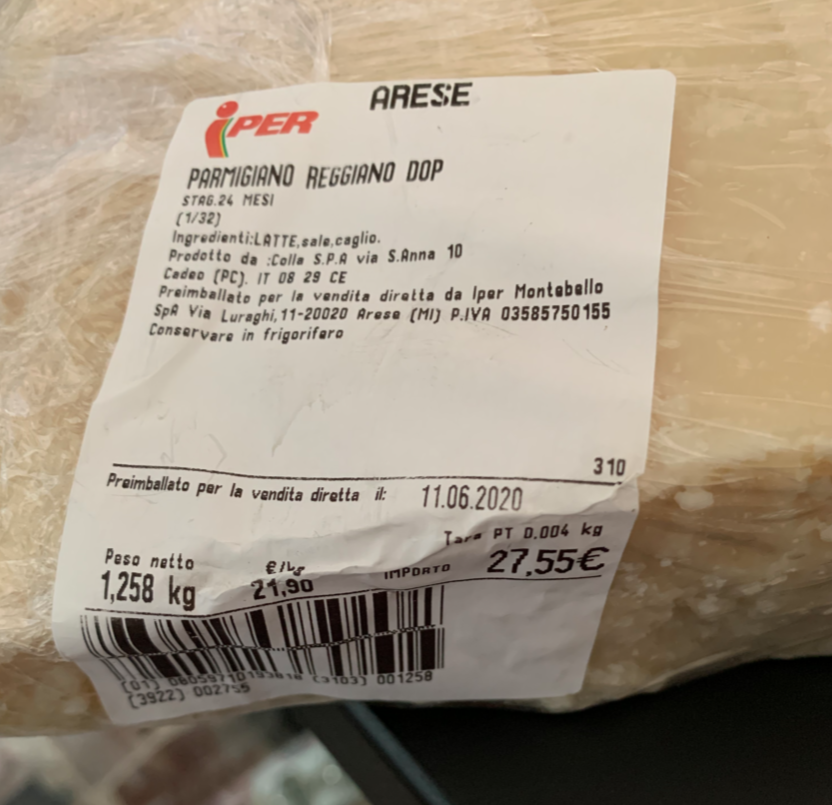 ARESE
iPER
PARMIGIANO REGGIANO DOP
STAG.24 MESI
(1/32)
Ingredienti:LATTE,sale,caglio.
Prodotto da :Colla S.P.A via S.Anna 10
Cadeo (PC). IT 08 29 CE
Preimballato per la vendita diretta da Iper Montebello
SpA Via Luraghi,11-20020 Arese (MI) P.IVA 03585750155
Conservare in frigorifero
310
Preimballato per la vendita diretta il: 11.06.2020
Tara PT 0.004 kg
Peso netto €/kg IMPORTO 27,55€
1,258 kg 21,90
(01) (3103) 001258
(3922) 002755